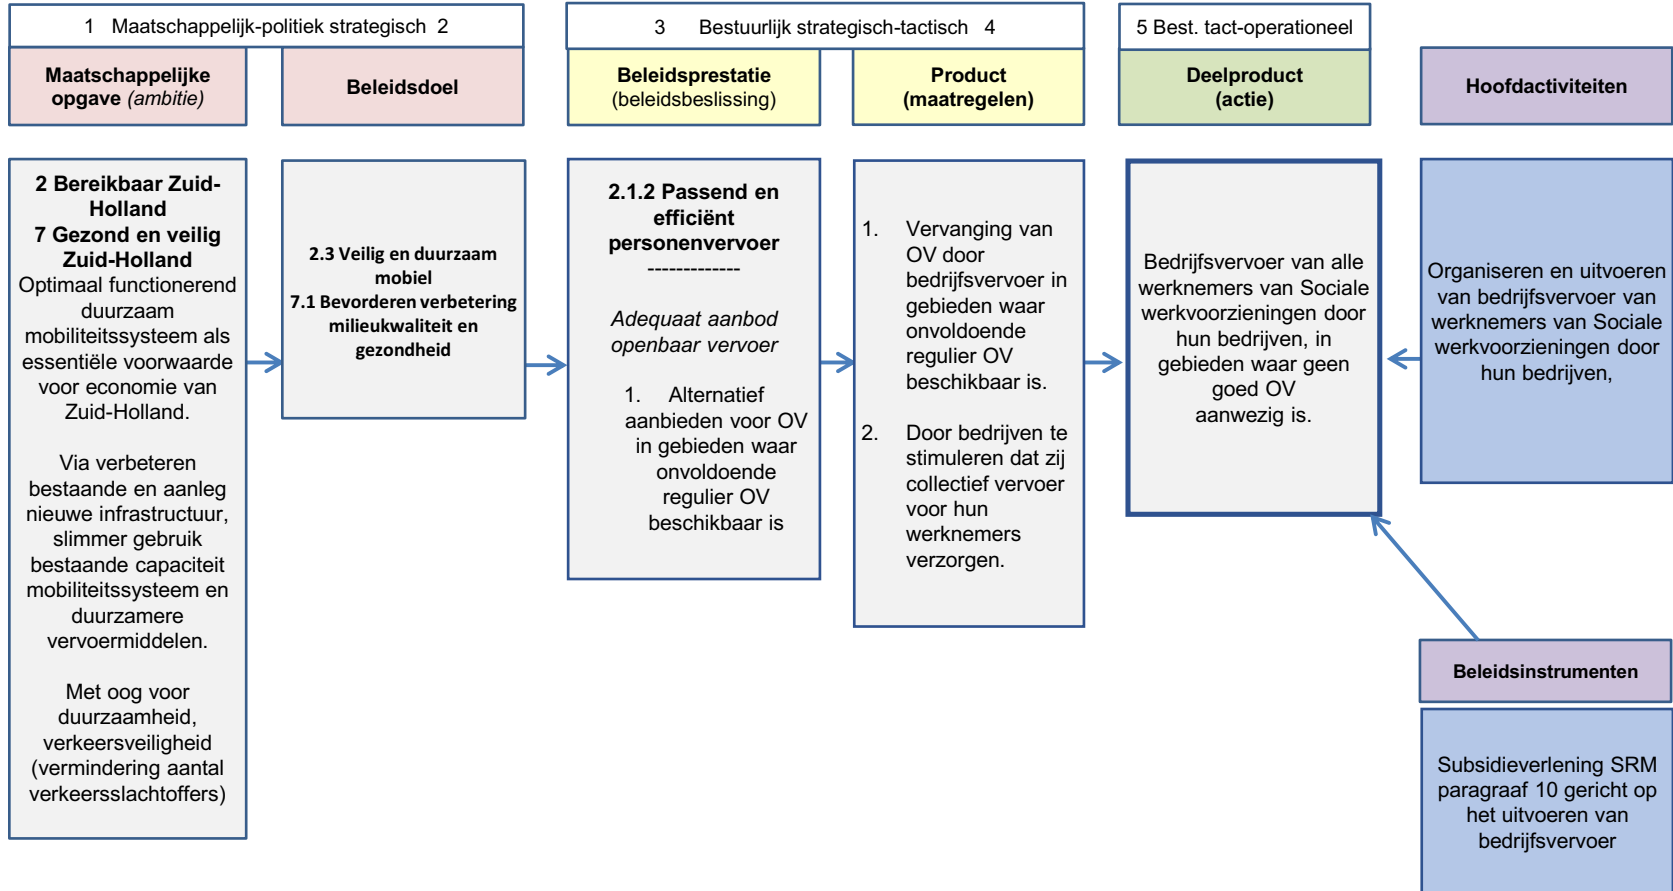 1 Maatschappelijk-politiek strategisch 2
3 Bestuurlijk strategisch-tactisch 4
5 Best. tact-operationeel
Maatschappelijke
opgave (ambitie)
Beleidsdoel
Beleidsprestatie
(beleidsbeslissing)
Product
(maatregelen)
Deelproduct
(actie)
Hoofdactiviteiten
2 Bereikbaar Zuid-
Holland
7 Gezond en veilig
Zuid-Holland
Optimaal functionerend
duurzaam
mobiliteitssysteem als
essentiële voorwaarde
voor economie van
Zuid-Holland.
Via verbeteren
bestaande en aanleg
nieuwe infrastructuur,
slimmer gebruik
bestaande capaciteit
mobiliteitssysteem en
duurzamere
vervoermiddelen.
Met oog voor
duurzaamheid,
verkeersveiligheid
(vermindering aantal
verkeersslachtoffers)
2.3 Veilig en duurzaam
mobiel
7.1 Bevorderen verbetering
milieukwaliteit en
gezondheid
2.1.2 Passend en
efficiënt
personenvervoer
-------------
Adequaat aanbod
openbaar vervoer
1. Alternatief
aanbieden voor OV
in gebieden waar
onvoldoende
regulier OV
beschikbaar is
1. Vervanging van
OV door
bedrijfsvervoer in
gebieden waar
onvoldoende
regulier OV
beschikbaar is.
2. Door bedrijven te
stimuleren dat zij
collectief vervoer
voor hun
werknemers
verzorgen.
Bedrijfsvervoer van alle
werknemers van Sociale
werkvoorzieningen door
hun bedrijven, in
gebieden waar geen
goed OV
aanwezig is.
Organiseren en uitvoeren
van bedrijfsvervoer van
werknemers van Sociale
werkvoorzieningen door
hun bedrijven,
Beleidsinstrumenten
Subsidieverlening SRM
paragraaf 10 gericht op
het uitvoeren van
bedrijfsvervoer